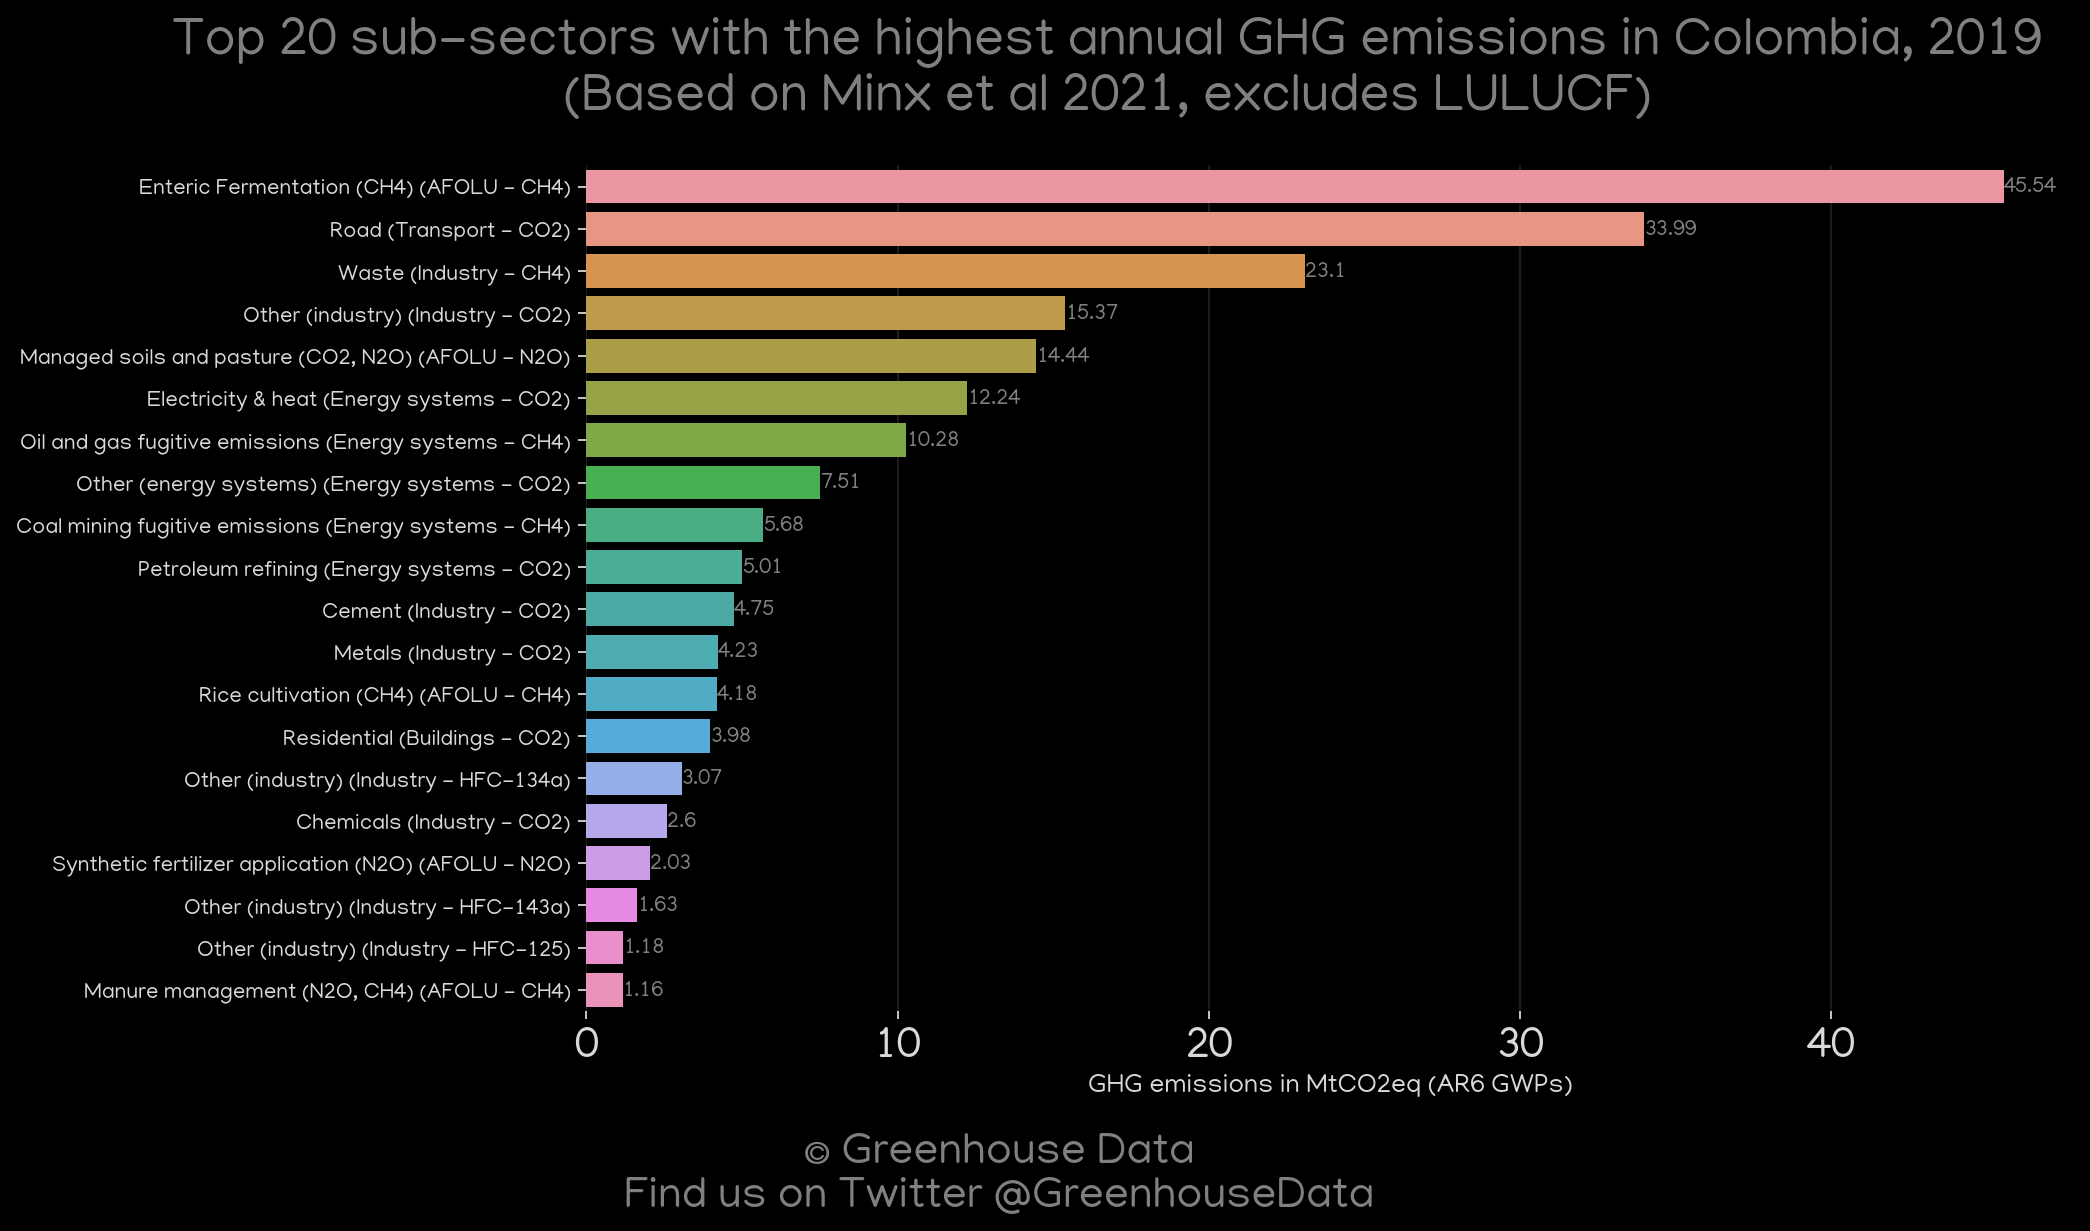 Top 20 sub-sectors with the highest annual GHG emissions in Colombia, 2019
(Based on Minx et al 2021, excludes LULUCF)
Enteric Fermentation (CH4) (AFOLU - CH4) 45.54
Road (Transport - CO2) 33.99
Waste (Industry - CH4) 23.1
Other (industry) (Industry - CO2) 15.37
Managed soils and pasture (CO2, N2O) (AFOLU - N2O) 14.44
Electricity & heat (Energy systems - CO2) 12.24
Oil and gas fugitive emissions (Energy systems - CH4) 10.28
Other (energy systems) (Energy systems - CO2) 7.51
Coal mining fugitive emissions (Energy systems - CH4) 5.68
Petroleum refining (Energy systems - CO2) 5.01
Cement (Industry - CO2) 4.75
Metals (Industry - CO2) 4.23
Rice cultivation (CH4) (AFOLU - CH4) 4.18
Residential (Buildings - CO2) 3.98
Other (industry) (Industry - HFC-134a) 3.07
Chemicals (Industry - CO2) 2.6
Synthetic fertilizer application (N2O) (AFOLU - N2O) 2.03
Other (industry) (Industry - HFC-143a) 1.63
Other (industry) (Industry - HFC-125) 1.18
Manure management (N2O, CH4) (AFOLU - CH4) 1.16
0 10 20 30 40
GHG emissions in MtCO2eq (AR6 GWPs)
© Greenhouse Data
Find us on Twitter @GreenhouseData